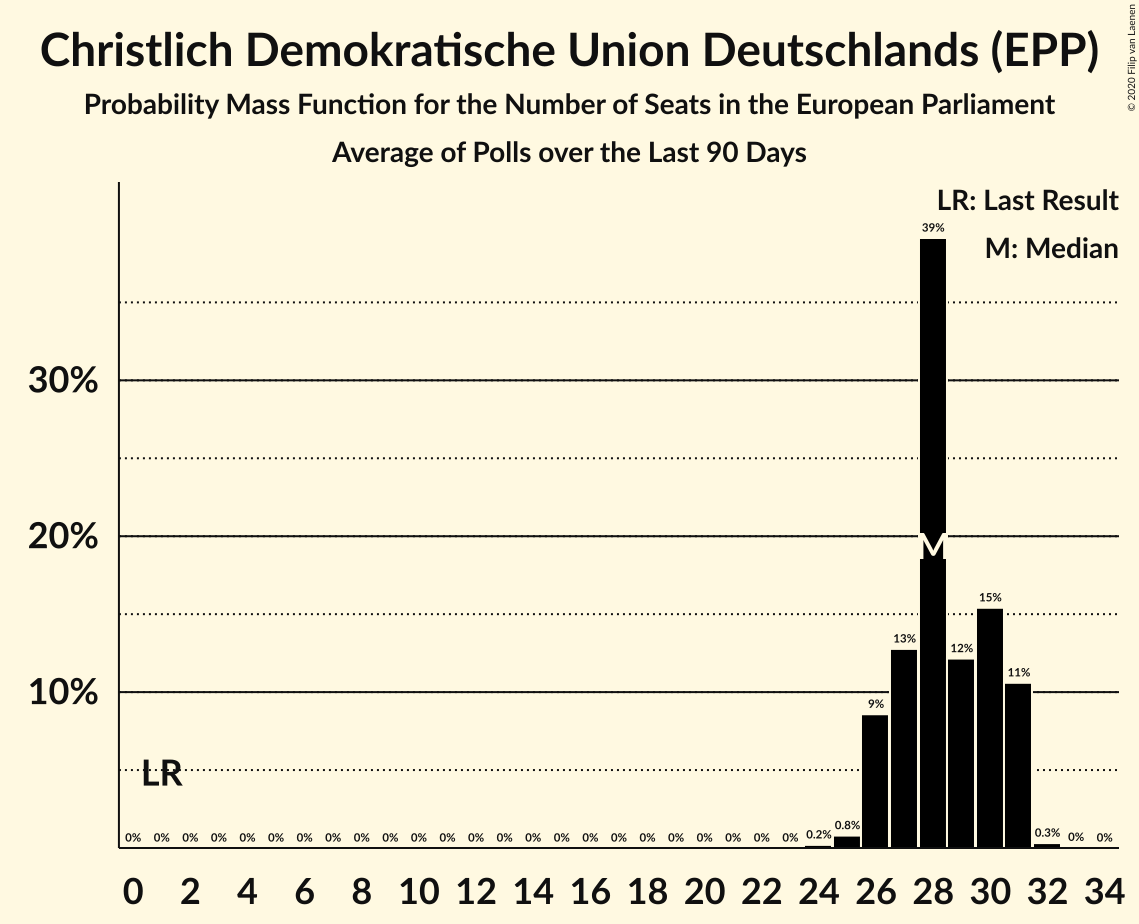 Christlich Demokratische Union Deutschlands (EPP)
Probability Mass Function for the Number of Seats in the European Parliament
Average of Polls over the Last 90 Days
© 2020 Filip van Laenen
LR: Last Result
M: Median
39%
30%
20%
M
15%
13%
12%
11%
10%
9%
LR
0% 0% 0% 0% 0% 0% 0% 0% 0% 0% 0% 0% 0% 0% 0% 0% 0% 0% 0% 0% 0% 0% 0% 0% 0.2% 0.8% 0.3% 0% 0%
0 2 4 6 8 10 12 14 16 18 20 22 24 26 28 30 32 34